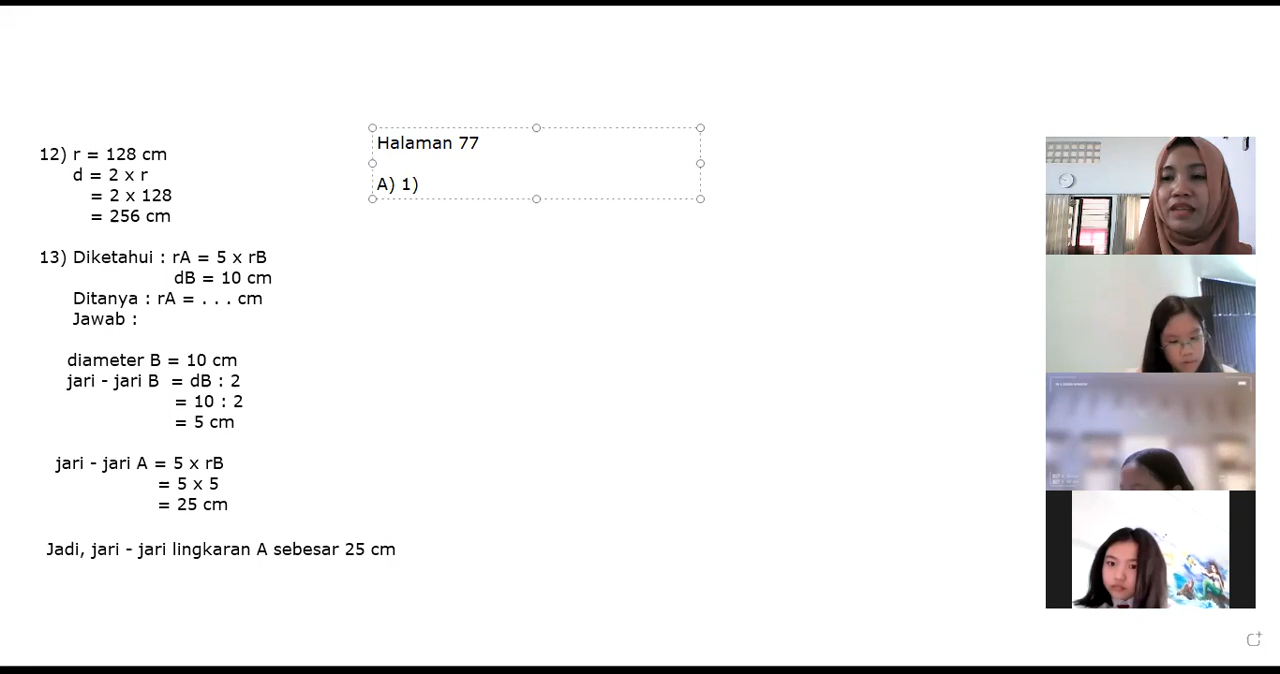 12) r = 128 cm
d = 2 x r
= 2 x 128
= 256 cm
13) Diketahui : rA = 5 x rB
dB = 10 cm
Ditanya : rA = . . . cm
Jawab :
diameter B = 10 cm
jari - jari B = dB : 2
= 10 : 2
= 5 cm
jari - jari A = 5 x rB
= 5 x 5
= 25 cm
Jadi, jari - jari lingkaran A sebesar 25 cm
Halaman 77
A) 1)